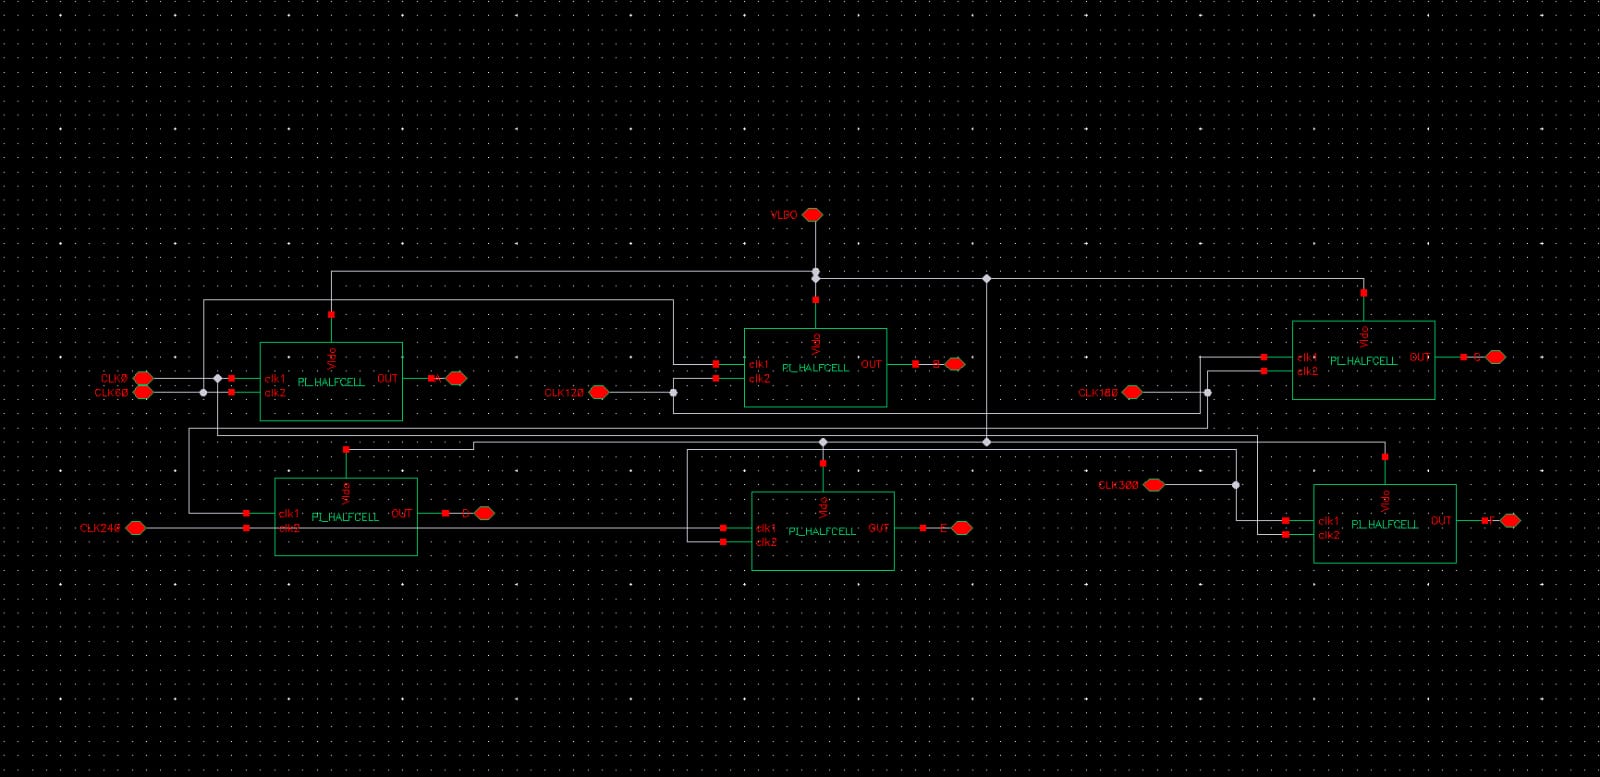 VLDO
Vldo
Vldo
Vldo
clk1 PI_HALFCELL OUT
clk2
clk1 PI_HALFCELL OUT B
clk2
clk1 PI_HALFCELL OUT
clk2
CLK0
CLK60
CLK120
CLK180
Vldo
Vldo
Vldo
CLK300
clk1 PI_HALFCELL OUT D
clk2
clk1 PI_HALFCELL OUT E
clk2
clk1 PI_HALFCELL OUT F
clk2
CLK240